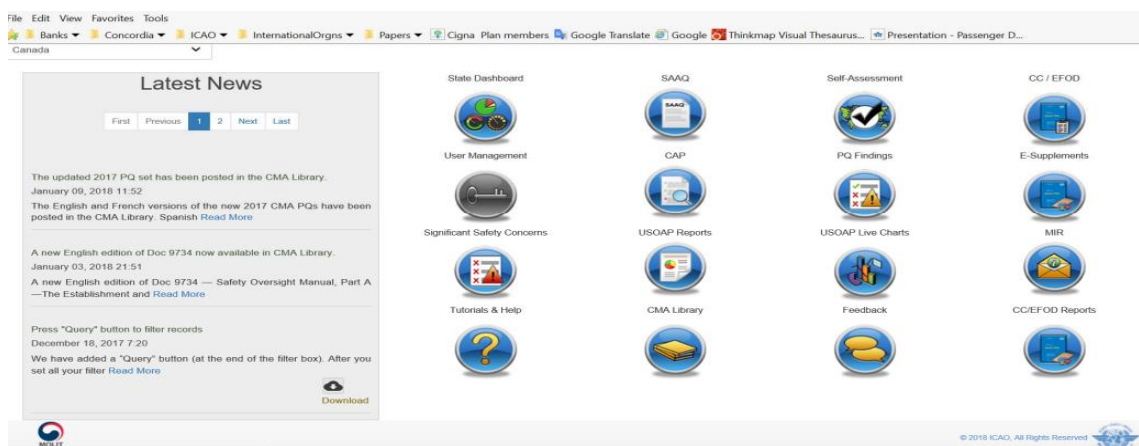 File Edit View Favorites Tools
Banks Concordia ICAO InternationalOrgns Papers Cigna Plan members Google Translate Google Thinkmap Visual Thesaurus... Presentation - Passenger D...
Canada
Latest News
First Previous 1 2 Next Last
The updated 2017 PQ set has been posted in the CMA Library.
January 09, 2018 11:52
The English and French versions of the new 2017 CMA PQs have been
posted in the CMA Library. Spanish Read More
A new English edition of Doc 9734 now available in CMA Library.
January 03, 2018 21:51
A new English edition of Doc 9734 — Safety Oversight Manual, Part A
—The Establishment and Read More
Press "Query" button to filter records
December 18, 2017 7:20
We have added a "Query" button (at the end of the filter box). After you
set all your filter Read More
Download
State Dashboard SAAQ Self-Assessment CC / EFOD
SAAQ
User Management CAP PQ Findings E-Supplements
Significant Safety Concerns USOAP Reports USOAP Live Charts MIR
Tutorials & Help CMA Library Feedback CC/EFOD Reports
MOLIT
© 2018 ICAO, All Rights Reserved